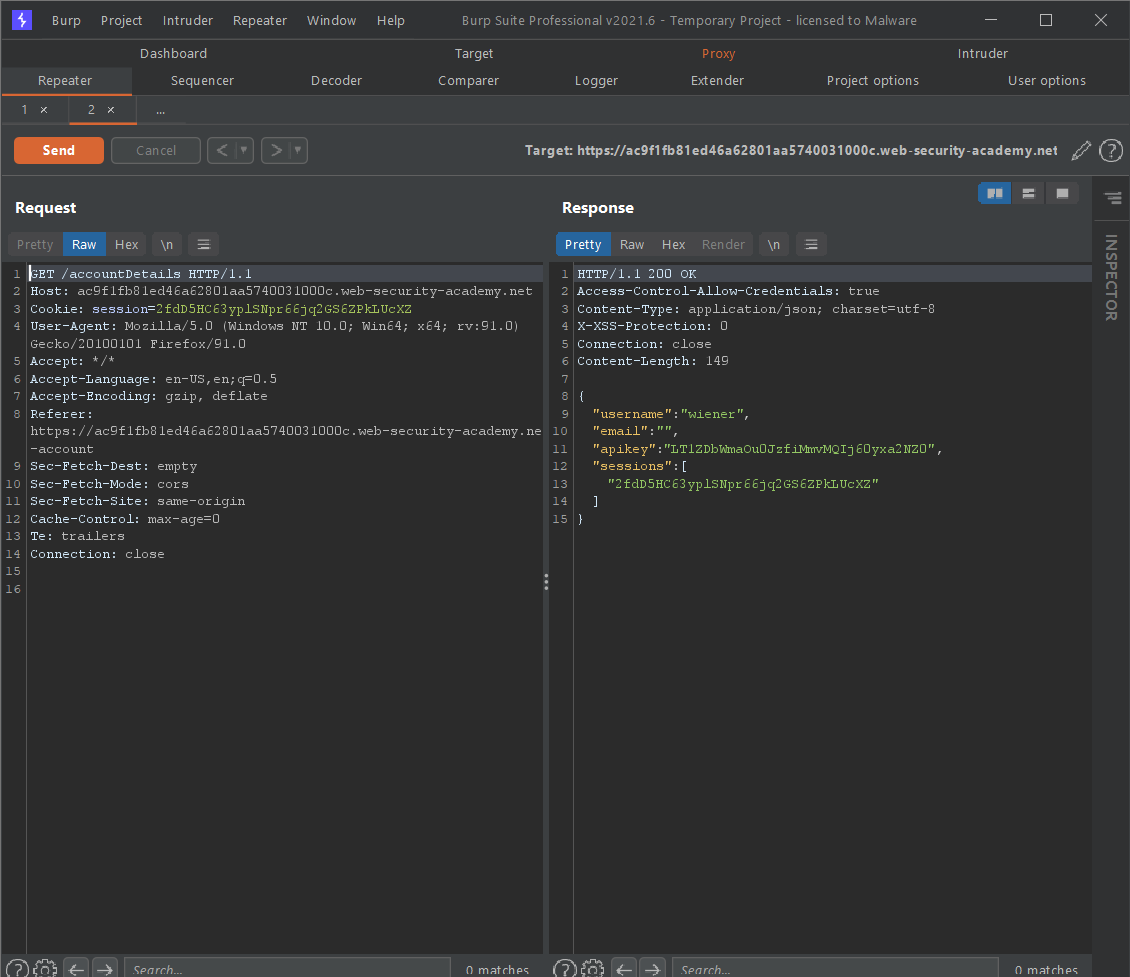 Burp Project Intruder Repeater Window Help Burp Suite Professional v2021.6 - Temporary Project - licensed to Malware
Dashboard Target Proxy Intruder
Repeater Sequencer Decoder Comparer Logger Extender Project options User options
1 × 2 × ...
Send Cancel < > Target: https://ac9f1fb81ed46a62801aa5740031000c.web-security-academy.net ?
Request
Pretty Raw Hex \n
1 GET /accountDetails HTTP/1.1
2 Host: ac9f1fb81ed46a62801aa5740031000c.web-security-academy.net
3 Cookie: session=2fdD5HC63yplSNpr66jq2GS6ZPkLUcXZ
4 User-Agent: Mozilla/5.0 (Windows NT 10.0; Win64; x64; rv:91.0)
Gecko/20100101 Firefox/91.0
5 Accept: */*
6 Accept-Language: en-US,en;q=0.5
7 Accept-Encoding: gzip, deflate
8 Referer:
https://ac9f1fb81ed46a62801aa5740031000c.web-security-academy.ne
-account
9 Sec-Fetch-Dest: empty
10 Sec-Fetch-Mode: cors
11 Sec-Fetch-Site: same-origin
12 Cache-Control: max-age=0
13 Te: trailers
14 Connection: close
15
16
? Search... 0 matches
Response
Pretty Raw Hex Render \n
1 HTTP/1.1 200 OK
2 Access-Control-Allow-Credentials: true
3 Content-Type: application/json; charset=utf-8
4 X-XSS-Protection: 0
5 Connection: close
6 Content-Length: 149
7
8 {
9 "username":"wiener",
10 "email":"",
11 "apikey":"LT1ZDbWmaOu0JzfiMmvMQIj60yxa2NZ0",
12 "sessions":[
13 "2fdD5HC63yplSNpr66jq2GS6ZPkLUcXZ"
14 ]
15 }
? Search... 0 matches
INSPECTOR